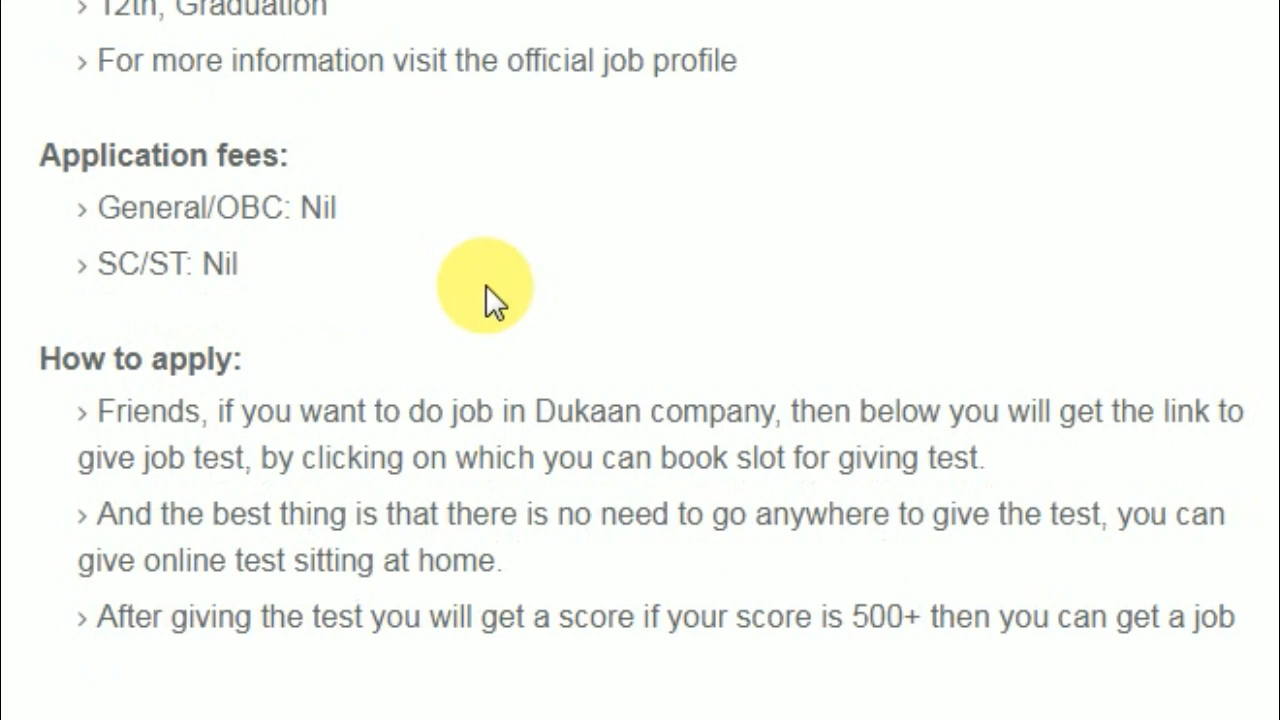 › 12th, Graduation
› For more information visit the official job profile
Application fees:
› General/OBC: Nil
› SC/ST: Nil
How to apply:
› Friends, if you want to do job in Dukaan company, then below you will get the link to
give job test, by clicking on which you can book slot for giving test.
› And the best thing is that there is no need to go anywhere to give the test, you can
give online test sitting at home.
› After giving the test you will get a score if your score is 500+ then you can get a job